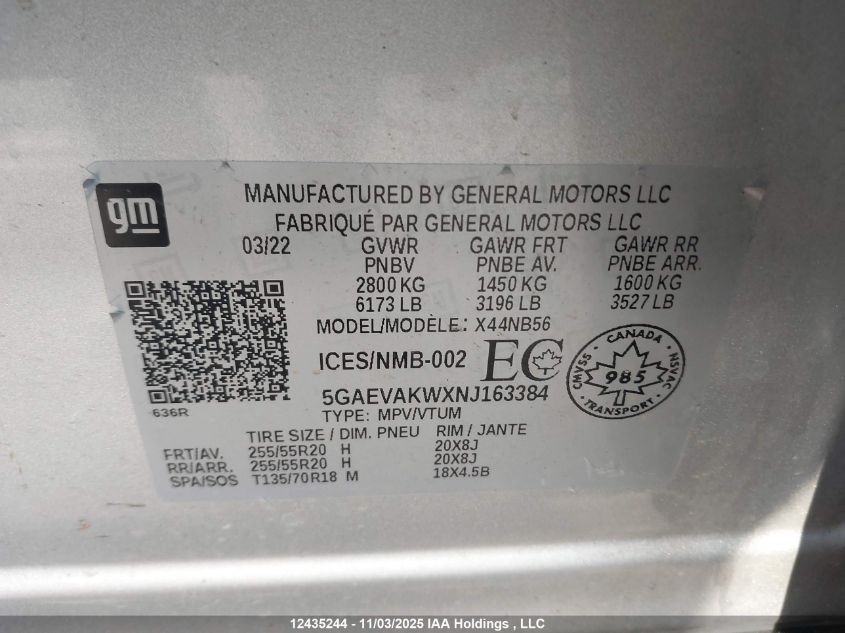 gm
MANUFACTURED BY GENERAL MOTORS LLC
FABRIQUÉ PAR GENERAL MOTORS LLC
03/22 GVWR GAWR FRT GAWR RR
PNBV PNBE AV. PNBE ARR.
2800 KG 1450 KG 1600 KG
6173 LB 3196 LB 3527 LB
MODEL/MODÈLE: X44NB56
ICES/NMB-002 EC
CANADA
CMVSS 985 NSVAC
TRANSPORT
5GAEVAKWXNJ163384
636R
TYPE: MPV/VTUM
TIRE SIZE / DIM. PNEU RIM / JANTE
FRT/AV. 255/55R20 H 20X8J
RR/ARR. 255/55R20 H 20X8J
SPA/SOS T135/70R18 M 18X4.5B
12435244 - 11/03/2025 IAA Holdings , LLC